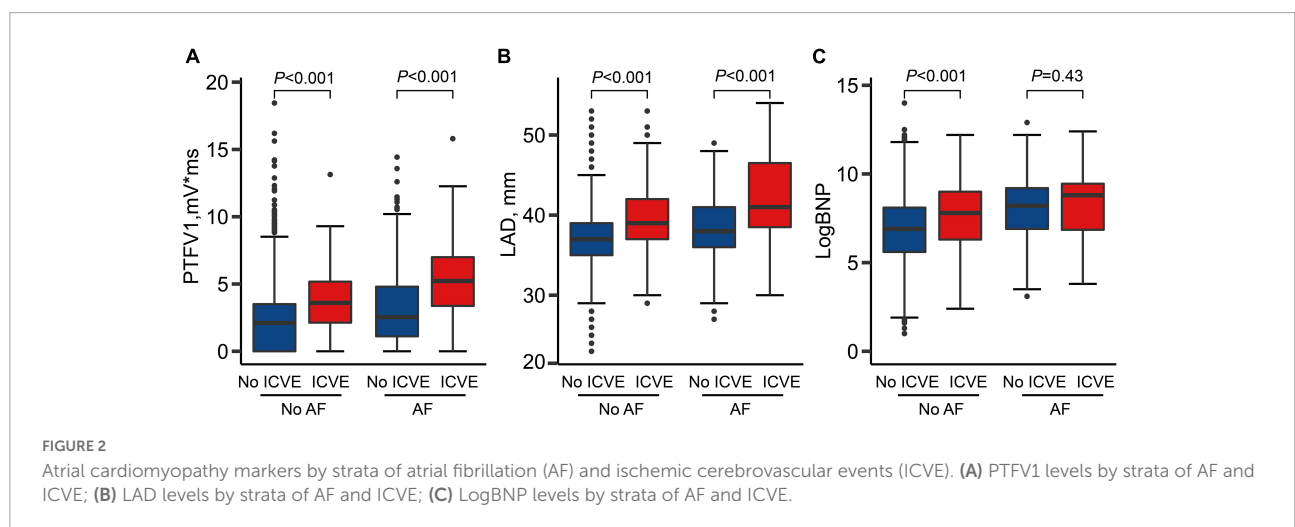 A
PTFV1,mV*ms
20
15
10
5
0
P<0.001
P<0.001
No ICVE ICVE No ICVE ICVE
No AF AF
B
LAD, mm
50
40
30
20
P<0.001
P<0.001
No ICVE ICVE No ICVE ICVE
No AF AF
C
LogBNP
15
10
5
0
P<0.001
P=0.43
No ICVE ICVE No ICVE ICVE
No AF AF
FIGURE 2
Atrial cardiomyopathy markers by strata of atrial fibrillation (AF) and ischemic cerebrovascular events (ICVE). (A) PTFV1 levels by strata of AF and
ICVE; (B) LAD levels by strata of AF and ICVE; (C) LogBNP levels by strata of AF and ICVE.